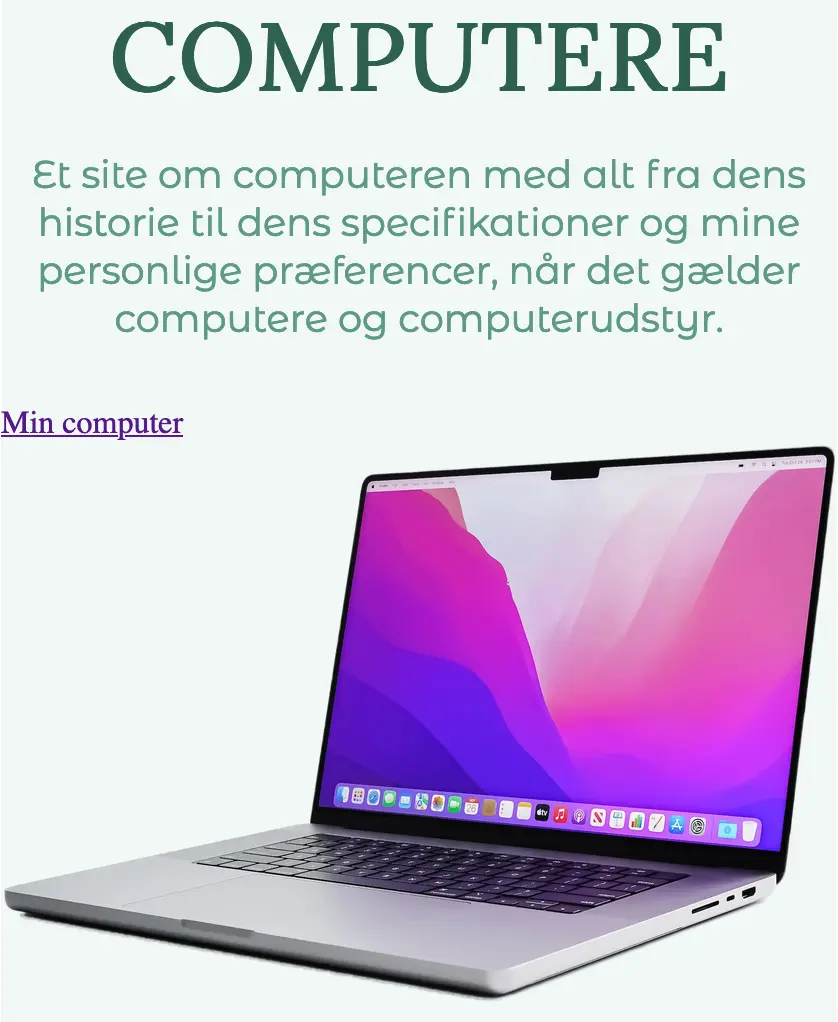 COMPUTERE
Et site om computeren med alt fra dens
historie til dens specifikationer og mine
personlige præferencer, når det gælder
computere og computerudstyr.
Min computer
tv